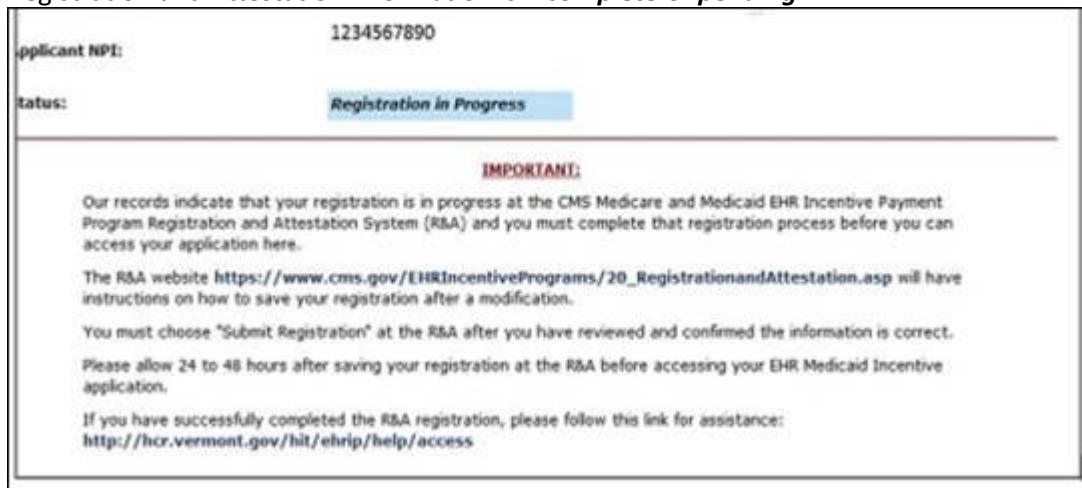 Applicant NPI:
1234567890
Status:
Registration in Progress
IMPORTANT:
Our records indicate that your registration is in progress at the CMS Medicare and Medicaid EHR Incentive Payment
Program Registration and Attestation System (R&A) and you must complete that registration process before you can
access your application here.
The R&A website https://www.cms.gov/EHRIncentivePrograms/20_RegistrationandAttestation.asp will have
instructions on how to save your registration after a modification.
You must choose "Submit Registration" at the R&A after you have reviewed and confirmed the information is correct.
Please allow 24 to 48 hours after saving your registration at the R&A before accessing your EHR Medicaid Incentive
application.
If you have successfully completed the R&A registration, please follow this link for assistance:
http://hcr.vermont.gov/hit/ehrip/help/access